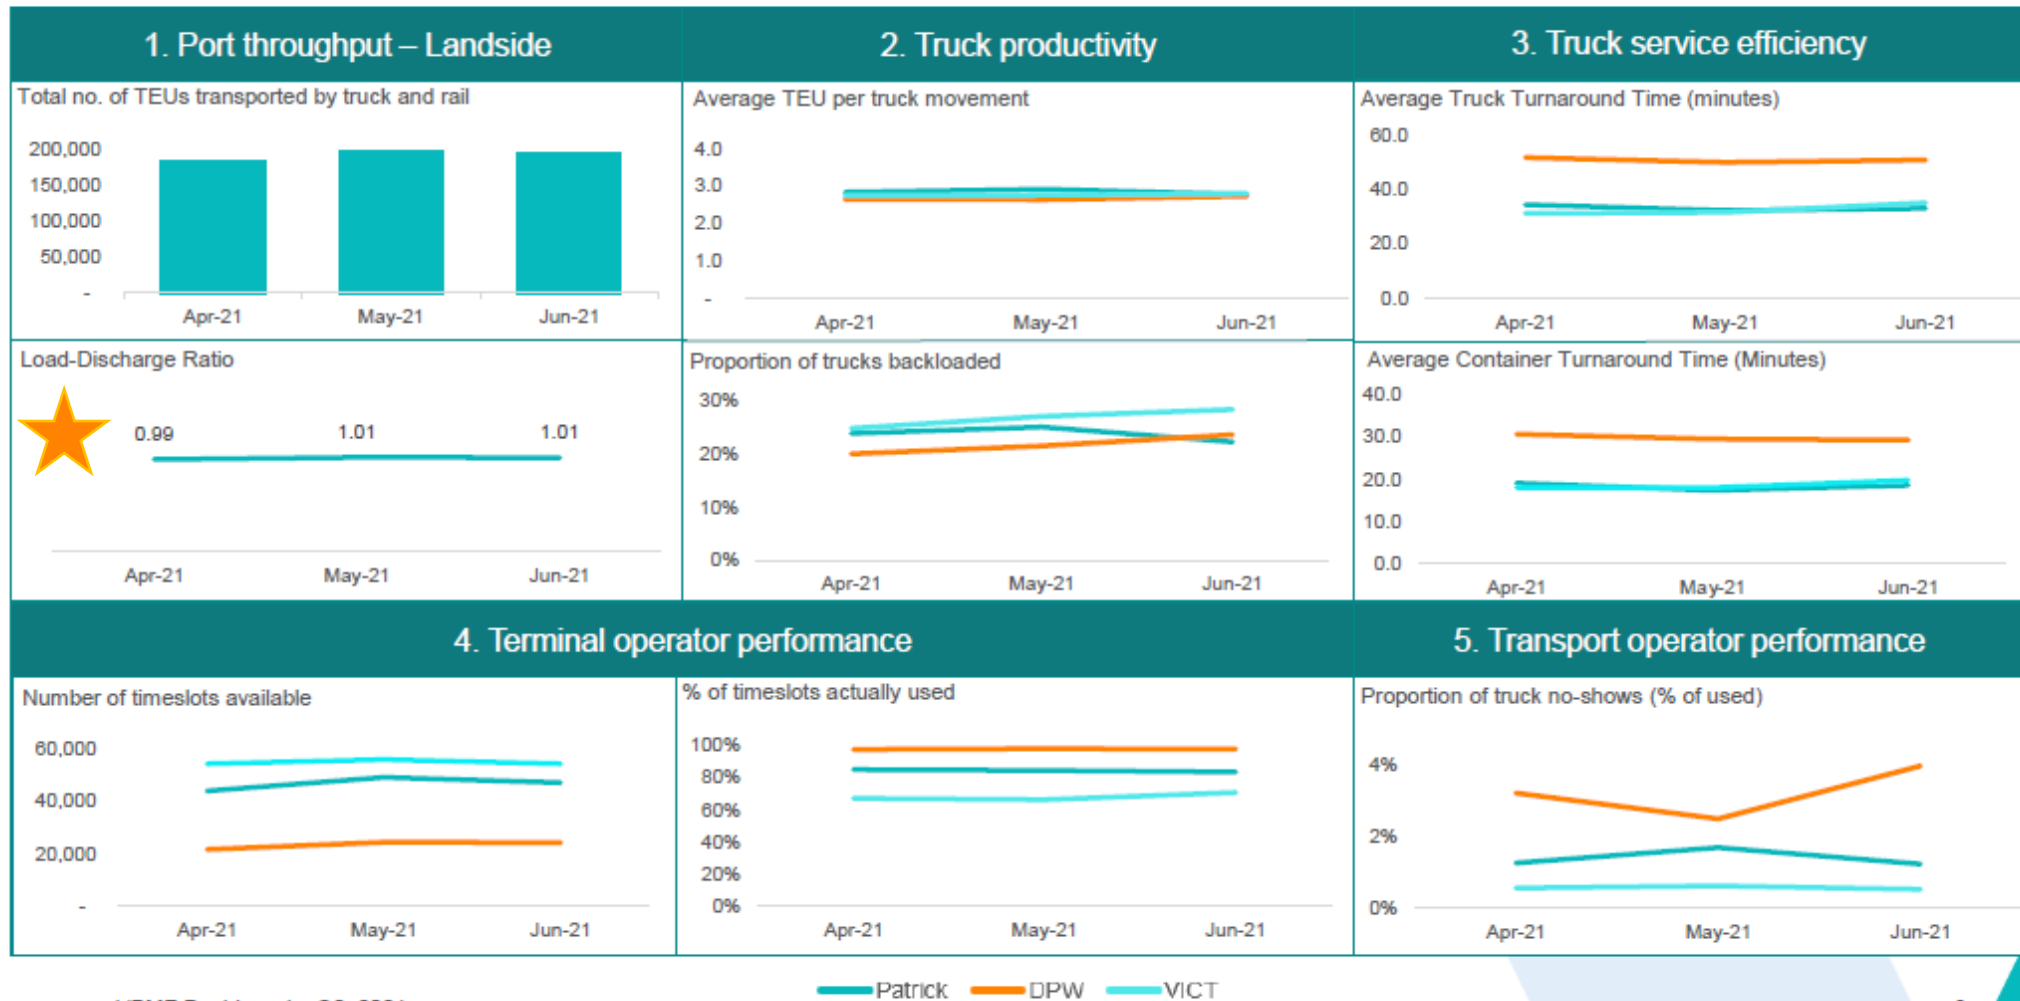 1. Port throughput – Landside
2. Truck productivity
3. Truck service efficiency
Total no. of TEUs transported by truck and rail
200,000
150,000
100,000
50,000
-
Apr-21 May-21 Jun-21
Average TEU per truck movement
4.0
3.0
2.0
1.0
-
Apr-21 May-21 Jun-21
Average Truck Turnaround Time (minutes)
60.0
40.0
20.0
0.0
Apr-21 May-21 Jun-21
Load-Discharge Ratio
0.99 1.01 1.01
Apr-21 May-21 Jun-21
Proportion of trucks backloaded
30%
20%
10%
0%
Apr-21 May-21 Jun-21
Average Container Turnaround Time (Minutes)
40.0
30.0
20.0
10.0
0.0
Apr-21 May-21 Jun-21
4. Terminal operator performance
5. Transport operator performance
Number of timeslots available
60,000
40,000
20,000
-
Apr-21 May-21 Jun-21
% of timeslots actually used
100%
80%
60%
40%
20%
0%
Apr-21 May-21 Jun-21
Proportion of truck no-shows (% of used)
4%
2%
0%
Apr-21 May-21 Jun-21
Patrick DPW VICT